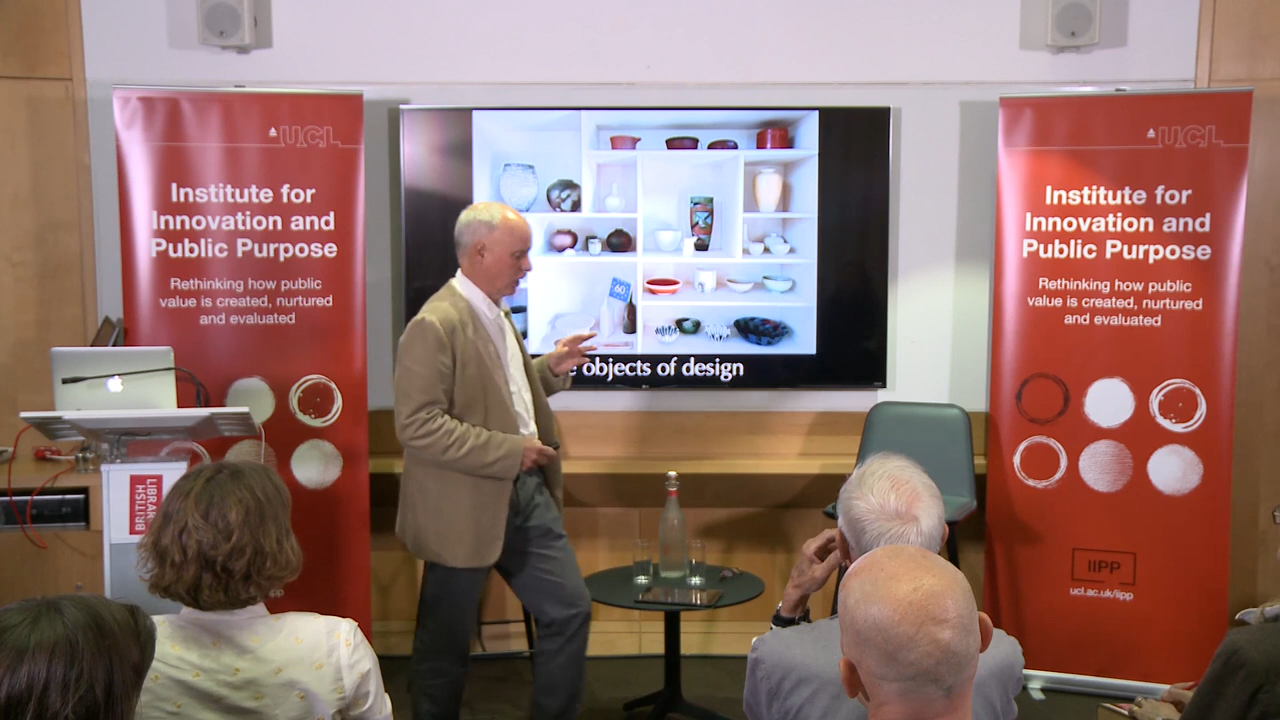 UCL
Institute for
Innovation and
Public Purpose
Rethinking how public
value is created, nurtured
and evaluated
60
objects of design
BRITISH
LIBRAR
UCL
Institute for
Innovation and
Public Purpose
Rethinking how public
value is created, nurtured
and evaluated
IIPP
ucl.ac.uk/iipp